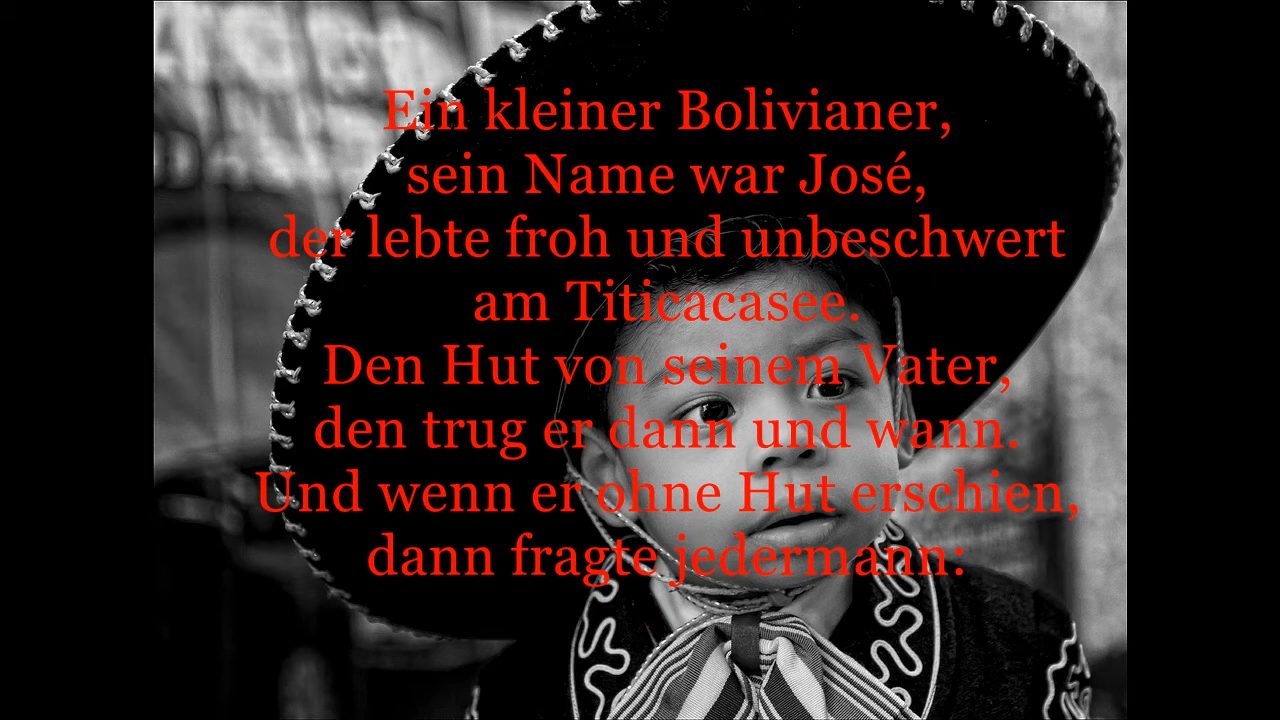 Ein kleiner Bolivianer,
sein Name war José,
der lebte froh und unbeschwert
am Titicacasee.
Den Hut von seinem Vater,
den trug er dann und wann.
Und wenn er ohne Hut erschien,
dann fragte jedermann: